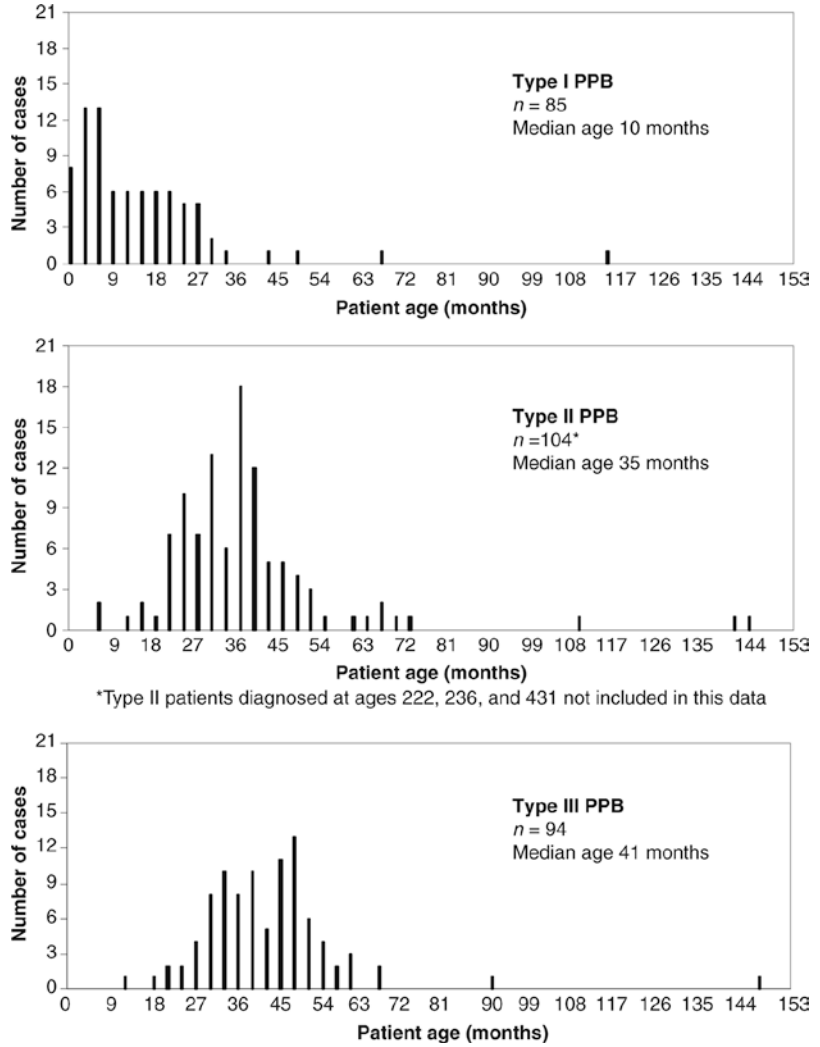 21
18
15
12
9
6
3
0
Number of cases
Type I PPB
n = 85
Median age 10 months
0 9 18 27 36 45 54 63 72 81 90 99 108 117 126 135 144 153
Patient age (months)
21
18
15
12
9
6
3
0
Number of cases
Type II PPB
n =104*
Median age 35 months
0 9 18 27 36 45 54 63 72 81 90 99 108 117 126 135 144 153
Patient age (months)
*Type II patients diagnosed at ages 222, 236, and 431 not included in this data
21
18
15
12
9
6
3
0
Number of cases
Type III PPB
n = 94
Median age 41 months
0 9 18 27 36 45 54 63 72 81 90 99 108 117 126 135 144 153
Patient age (months)